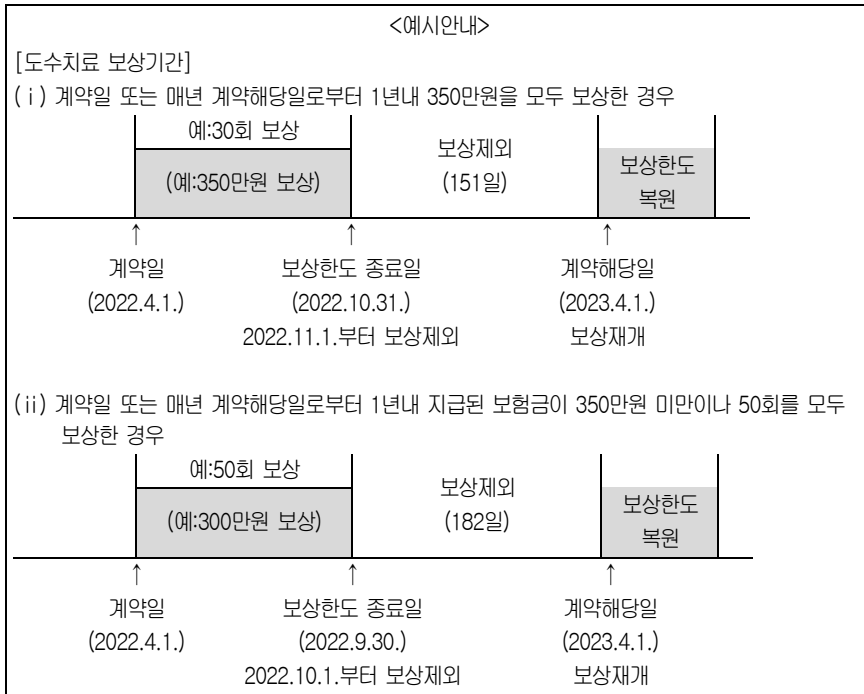 <예시안내>
[도수치료 보상기간]
(ⅰ) 계약일 또는 매년 계약해당일로부터 1년내 350만원을 모두 보상한 경우
예:30회 보상
(예:350만원 보상)
보상제외
(151일)
보상한도
복원
↑ ↑ ↑
계약일 보상한도 종료일 계약해당일
(2022.4.1.) (2022.10.31.) (2023.4.1.)
2022.11.1.부터 보상제외 보상재개
(ⅱ) 계약일 또는 매년 계약해당일로부터 1년내 지급된 보험금이 350만원 미만이나 50회를 모두
보상한 경우
예:50회 보상
(예:300만원 보상)
보상제외
(182일)
보상한도
복원
↑ ↑ ↑
계약일 보상한도 종료일 계약해당일
(2022.4.1.) (2022.9.30.) (2023.4.1.)
2022.10.1.부터 보상제외 보상재개